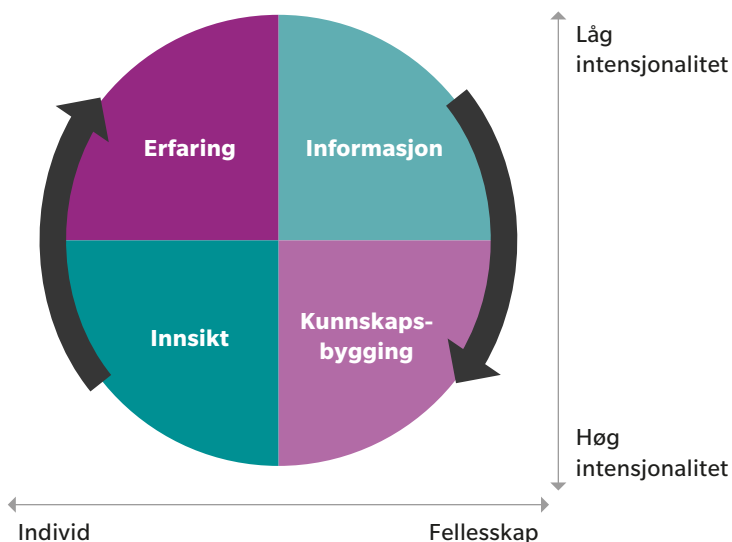 Låg
intensjonalitet
Erfaring
Informasjon
Innsikt
Kunnskaps-
bygging
Høg
intensjonalitet
Individ
Fellesskap